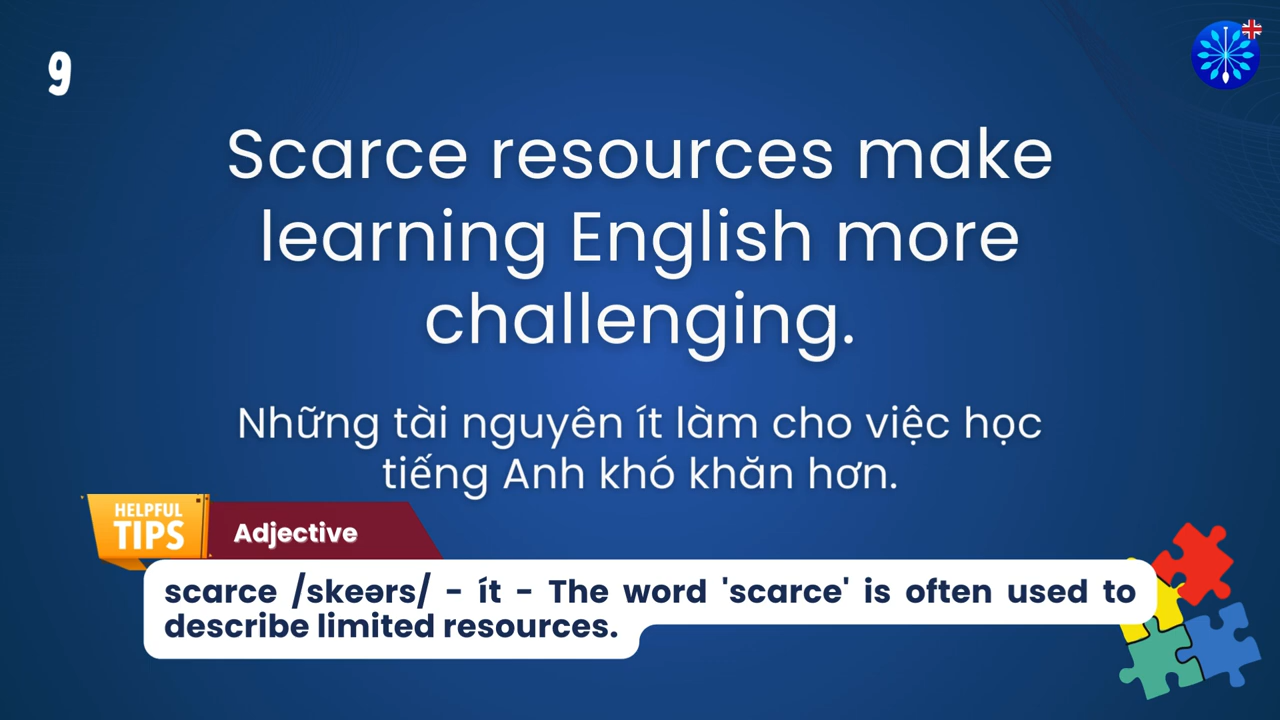 9
Scarce resources make
learning English more
challenging.
Những tài nguyên ít làm cho việc học
tiếng Anh khó khăn hơn.
HELPFUL
TIPS
Adjective
scarce /skeərs/ - ít - The word 'scarce' is often used to
describe limited resources.